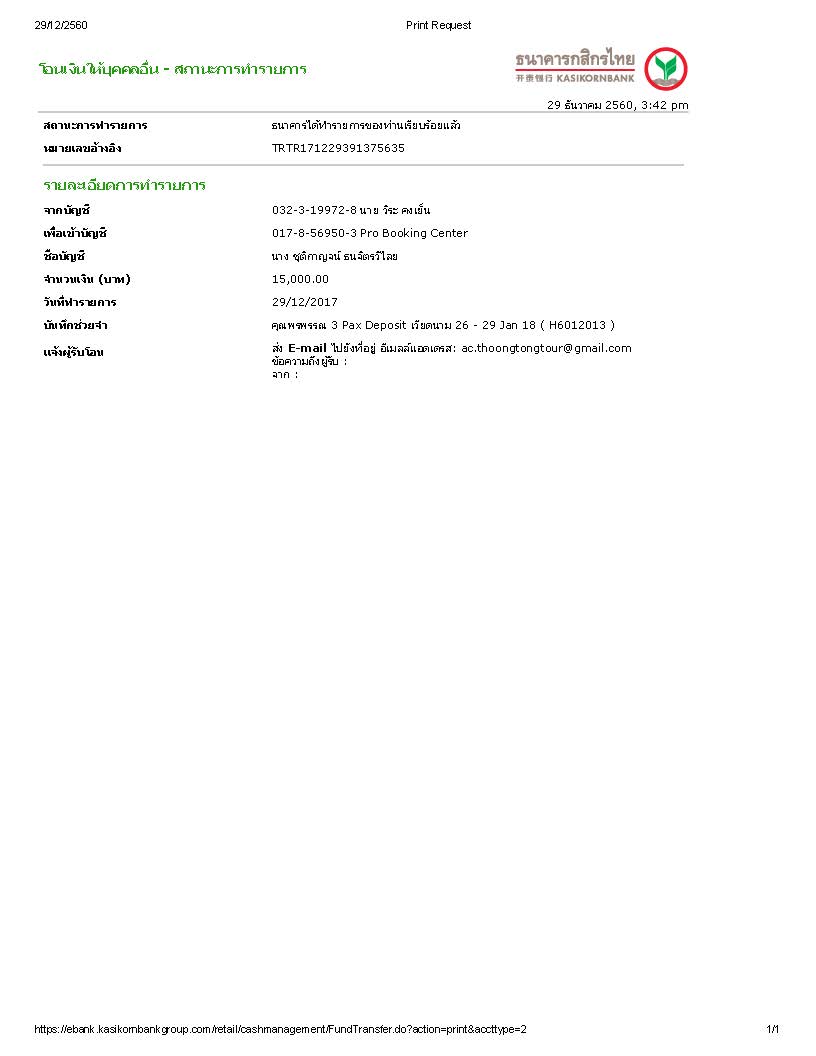 29/12/2560 Print Request
โอนเงินให้บุคคลอื่น - สถานะการทำรายการ
ธนาคารกสิกรไทย
开泰银行 KASIKORNBANK
29 ธันวาคม 2560, 3:42 pm
สถานะการทำรายการ ธนาคารได้ทำรายการของท่านเรียบร้อยแล้ว
หมายเลขอ้างอิง TRTR171229391375635
รายละเอียดการทำรายการ
จากบัญชี 032-3-19972-8 นาย วีระ คงเย็น
เพื่อเข้าบัญชี 017-8-56950-3 Pro Booking Center
ชื่อบัญชี นาง ชุติกาญจน์ ธนจิตรวิไลย
จำนวนเงิน (บาท) 15,000.00
วันที่ทำรายการ 29/12/2017
บันทึกช่วยจำ คุณพรพรรณ 3 Pax Deposit เวียดนาม 26 - 29 Jan 18 ( H6012013 )
แจ้งผู้รับโอน ส่ง E-mail ไปยังที่อยู่ อีเมลล์แอดเดรส: ac.thoongtongtour@gmail.com
ข้อความถึงผู้รับ :
จาก :
https://ebank.kasikornbankgroup.com/retail/cashmanagement/FundTransfer.do?action=print&accttype=2 1/1